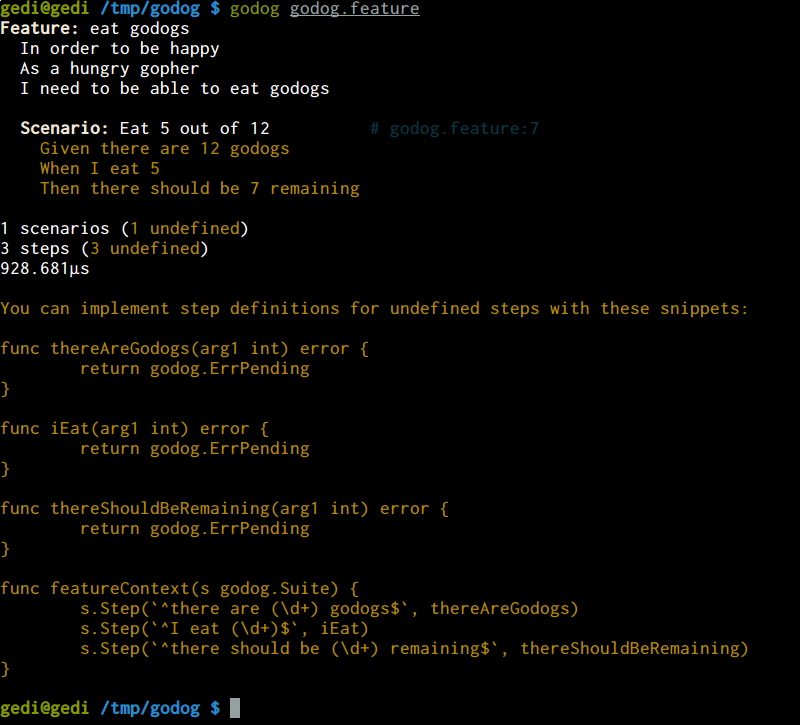 gedi@gedi /tmp/godog $ godog godog.feature
Feature: eat godogs
  In order to be happy
  As a hungry gopher
  I need to be able to eat godogs

  Scenario: Eat 5 out of 12          # godog.feature:7
    Given there are 12 godogs
    When I eat 5
    Then there should be 7 remaining

1 scenarios (1 undefined)
3 steps (3 undefined)
928.681µs

You can implement step definitions for undefined steps with these snippets:

func thereAreGodogs(arg1 int) error {
        return godog.ErrPending
}

func iEat(arg1 int) error {
        return godog.ErrPending
}

func thereShouldBeRemaining(arg1 int) error {
        return godog.ErrPending
}

func featureContext(s godog.Suite) {
        s.Step(`^there are (\d+) godogs$`, thereAreGodogs)
        s.Step(`^I eat (\d+)$`, iEat)
        s.Step(`^there should be (\d+) remaining$`, thereShouldBeRemaining)
}

gedi@gedi /tmp/godog $